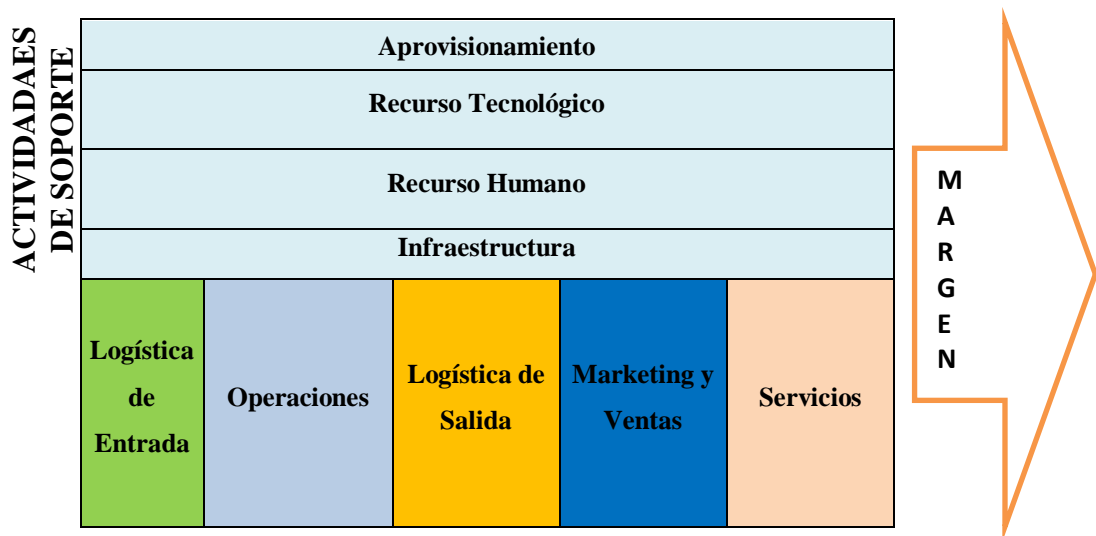 ACTIVIDADAES
DE SOPORTE
Aprovisionamiento
Recurso Tecnológico
Recurso Humano
Infraestructura
Logística
de
Entrada
Operaciones
Logística de
Salida
Marketing y
Ventas
Servicios
M
A
R
G
E
N